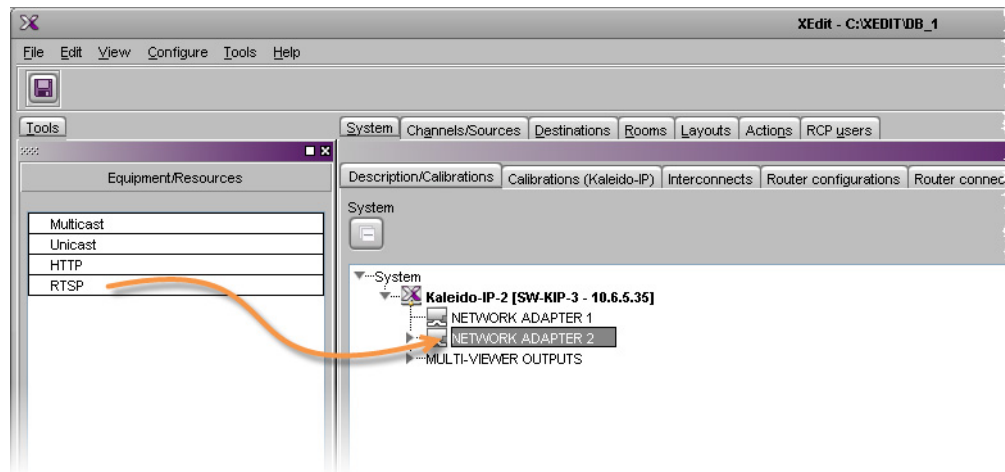 XEdit - C:\XEDIT\DB_1
File Edit View Configure Tools Help
Tools
System Channels/Sources Destinations Rooms Layouts Actions RCP users
Equipment/Resources
Description/Calibrations Calibrations (Kaleido-IP) Interconnects Router configurations Router connec
System
Multicast
Unicast
HTTP
RTSP
System
Kaleido-IP-2 [SW-KIP-3 - 10.6.5.35]
NETWORK ADAPTER 1
NETWORK ADAPTER 2
MULTI-VIEWER OUTPUTS